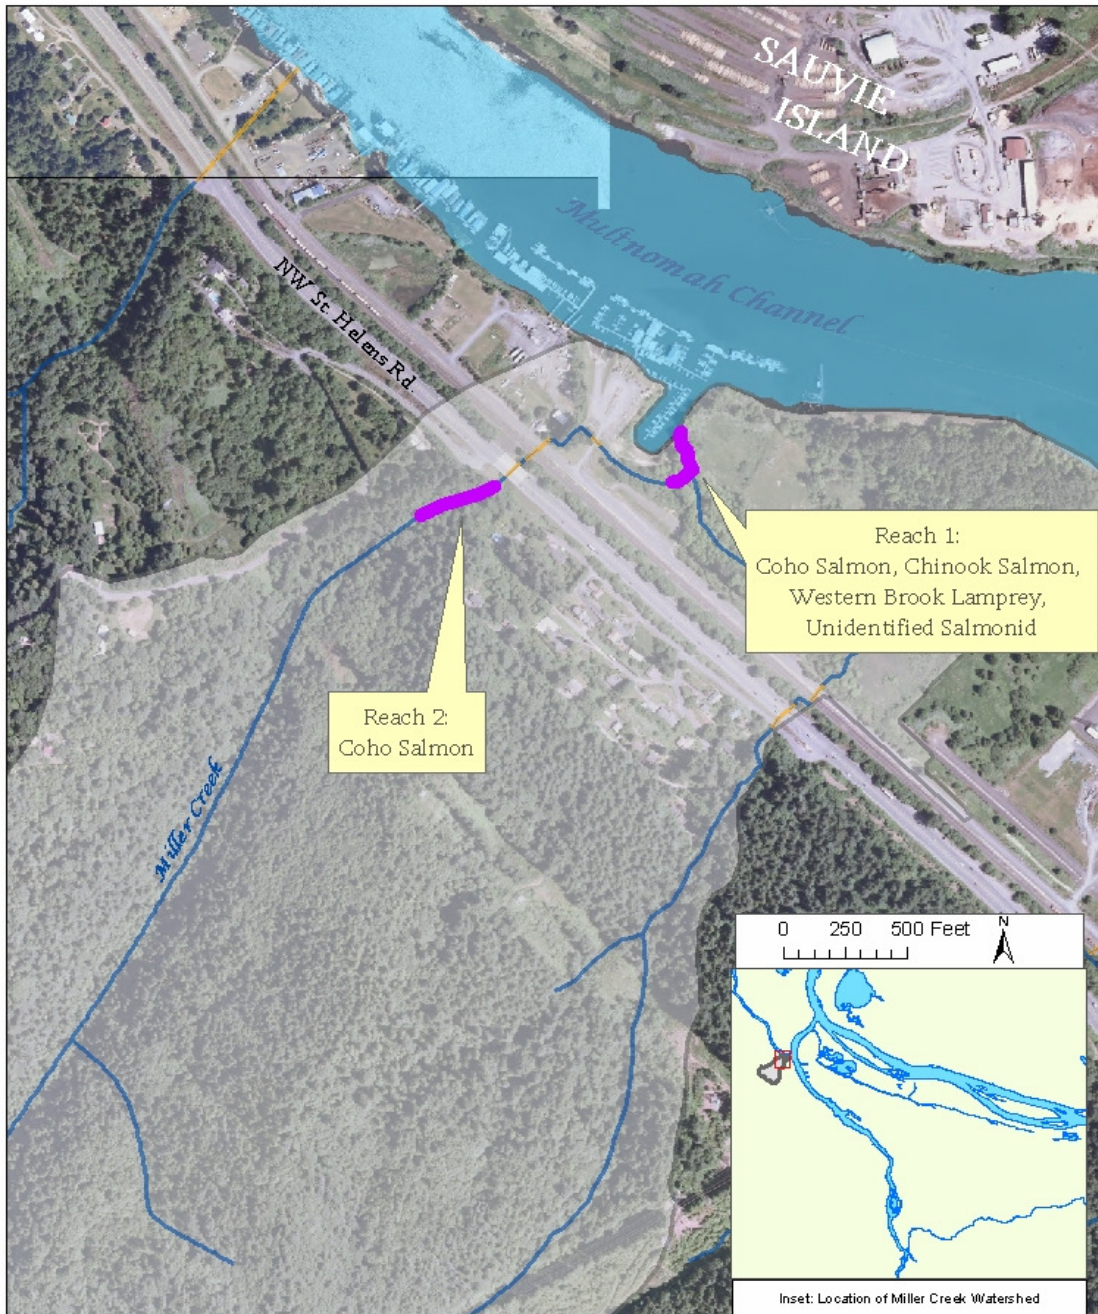 SAUVIE
ISLAND
Multnomah Channel
NW St. Helens Rd.
Reach 1:
Coho Salmon, Chinook Salmon,
Western Brook Lamprey,
Unidentified Salmonid
Reach 2:
Coho Salmon
Miller Creek
0 250 500 Feet
N
Inset: Location of Miller Creek Watershed